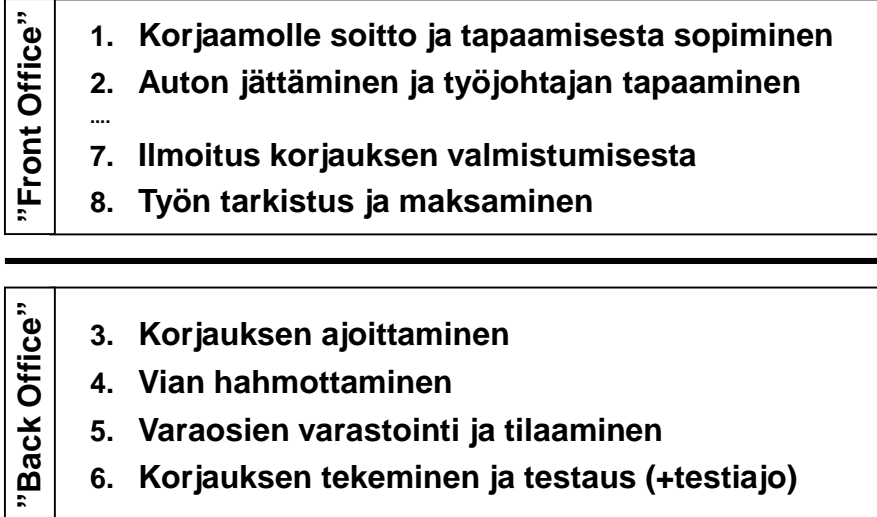 ”Front Office”
1. Korjaamolle soitto ja tapaamisesta sopiminen
2. Auton jättäminen ja työjohtajan tapaaminen
....
7. Ilmoitus korjauksen valmistumisesta
8. Työn tarkistus ja maksaminen
”Back Office”
3. Korjauksen ajoittaminen
4. Vian hahmottaminen
5. Varaosien varastointi ja tilaaminen
6. Korjauksen tekeminen ja testaus (+testiajo)